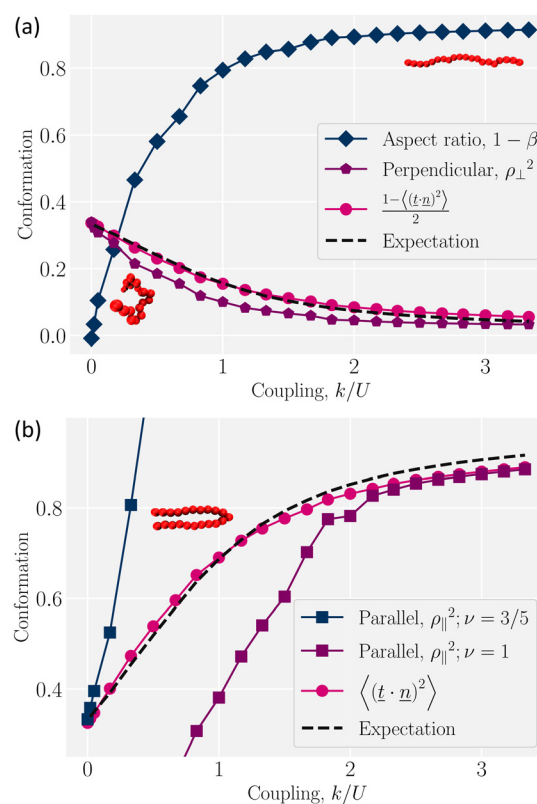 (a)
0.8
0.6
0.4
0.2
0.0
Conformation
Aspect ratio, 1 − β
Perpendicular, ρ⊥²
(1−⟨(t·n)²⟩)/2
Expectation
0 1 2 3
Coupling, k/U
(b)
0.8
0.6
0.4
Conformation
Parallel, ρ∥²; ν = 3/5
Parallel, ρ∥²; ν = 1
⟨(t · n)²⟩
Expectation
0 1 2 3
Coupling, k/U